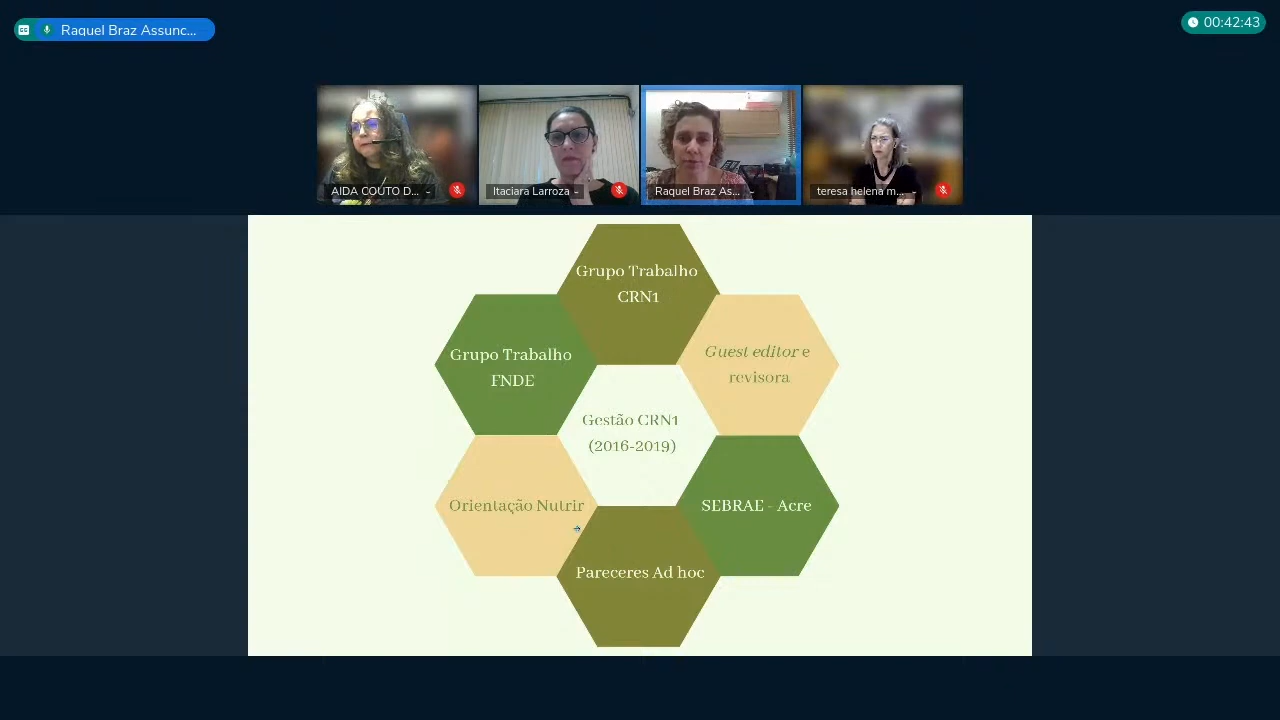 Raquel Braz Assunc...
00:42:43
AIDA COUTO D...
Itaciara Larroza
Raquel Braz As...
teresa helena m...
Grupo Trabalho
CRN1
Guest editor e
revisora
Grupo Trabalho
FNDE
Gestão CRN1
(2016-2019)
Orientação Nutrir
SEBRAE - Acre
Pareceres Ad hoc